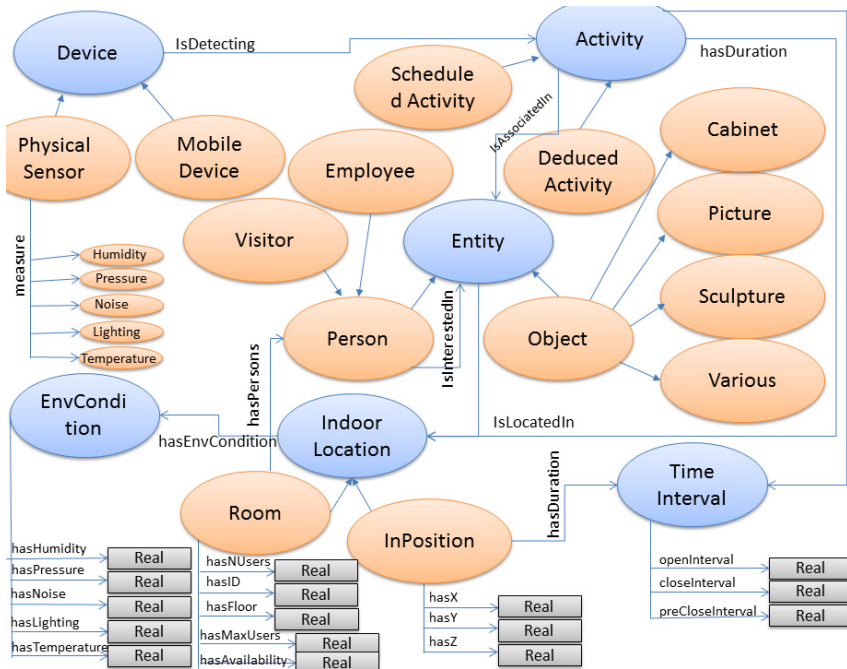 Device
IsDetecting
Activity
hasDuration
Schedule
d Activity
Physical
Sensor
Mobile
Device
Employee
IsAssociatedIn
Deduced
Activity
Cabinet
Picture
Visitor
Entity
measure
Humidity
Pressure
Noise
Lighting
Temperature
Sculpture
Person
IsInterestedIn
Object
hasPersons
Various
EnvCondi
tion
hasEnvCondition
Indoor
Location
IsLocatedIn
Time
Interval
Room
InPosition
hasDuration
hasHumidity
Real
hasPressure
Real
hasNoise
Real
hasLighting
Real
hasTemperature
Real
hasNUsers
Real
hasID
Real
hasFloor
Real
hasMaxUsers
Real
hasAvailability
Real
hasX
Real
hasY
Real
hasZ
Real
openInterval
Real
closeInterval
Real
preCloseInterval
Real